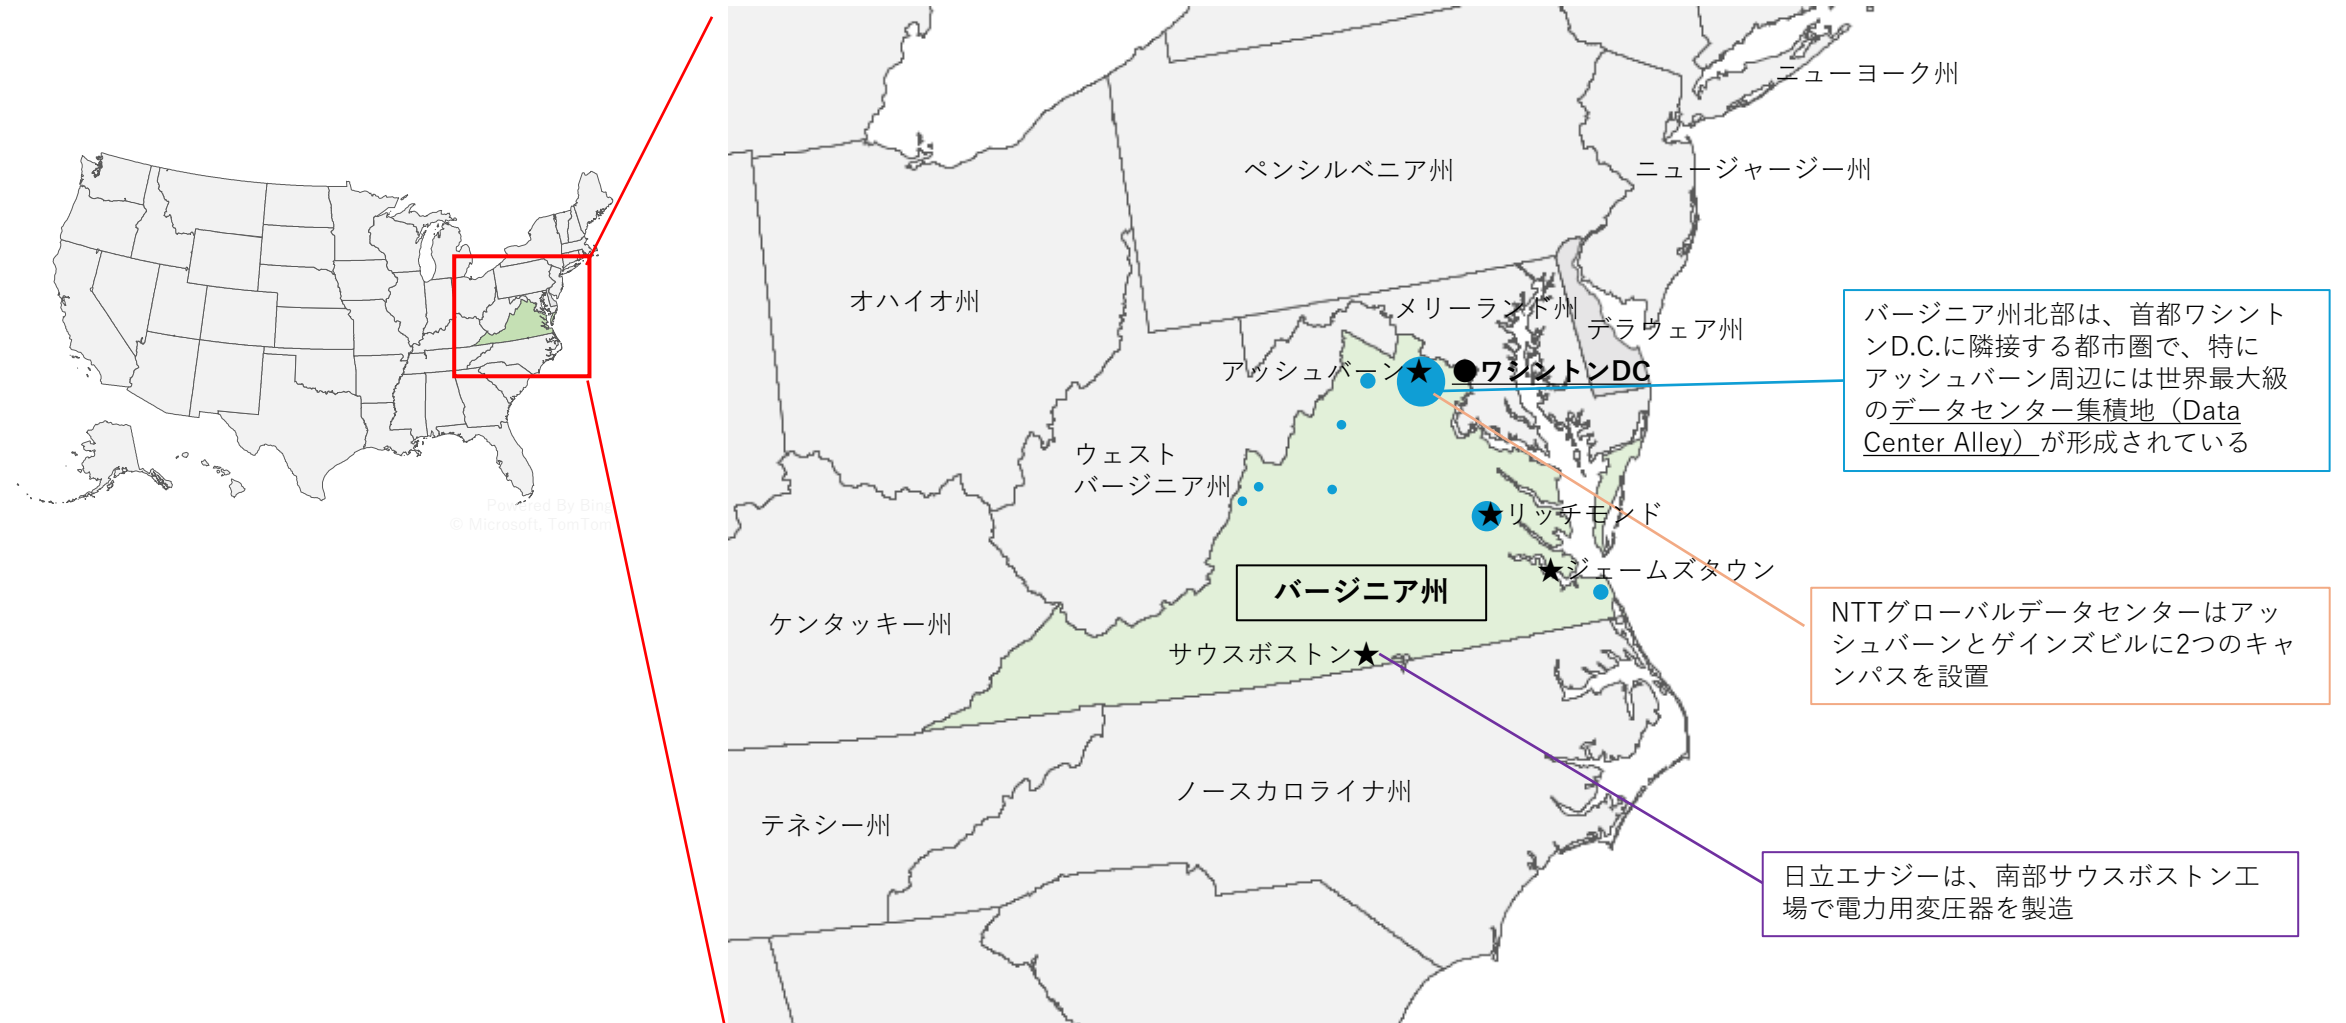 ニューヨーク州
ペンシルベニア州
ニュージャージー州
オハイオ州
メリーランド州
デラウェア州
アッシュバーン
ワシントンDC
バージニア州北部は、首都ワシント
ンD.C.に隣接する都市圏で、特に
アッシュバーン周辺には世界最大級
のデータセンター集積地（Data
Center Alley）が形成されている
ウェスト
バージニア州
Powered By Bing
© Microsoft, TomTom
リッチモンド
ジェームズタウン
バージニア州
ケンタッキー州
サウスボストン
NTTグローバルデータセンターはアッ
シュバーンとゲインズビルに2つのキャ
ンパスを設置
ノースカロライナ州
テネシー州
日立エナジーは、南部サウスボストン工
場で電力用変圧器を製造